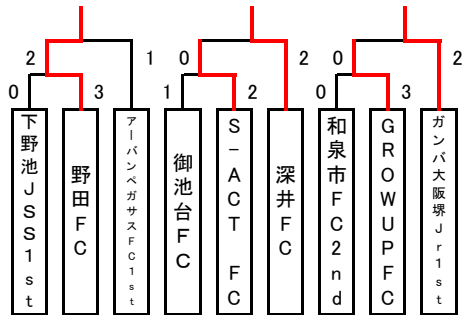 2 1 0 2 0 2
0 3 1 2 0 3
下野池JSS1st
野田FC
アーバンペガサスFC1st
御池台FC
S-ACT FC
深井FC
和泉市FC2nd
GROWUPFC
ガンバ大阪堺Jr1st